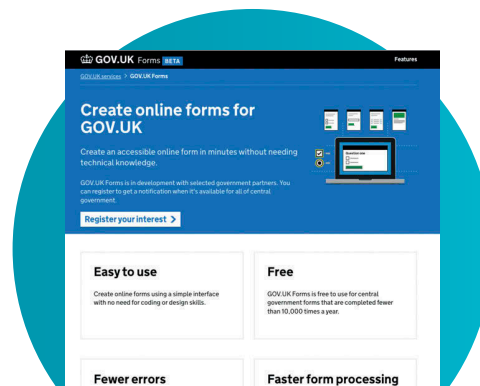 GOV.UK Forms BETA
Features
GOV.UK services > GOV.UK Forms
Create online forms for
GOV.UK
Create an accessible online form in minutes without needing
technical knowledge.
GOV.UK Forms is in development with selected government partners. You
can register to get a notification when it's available for all of central
government.
Register your interest >
Easy to use
Create online forms using a simple interface
with no need for coding or design skills.
Free
GOV.UK Forms is free to use for central
government forms that are completed fewer
than 10,000 times a year.
Fewer errors
Faster form processing